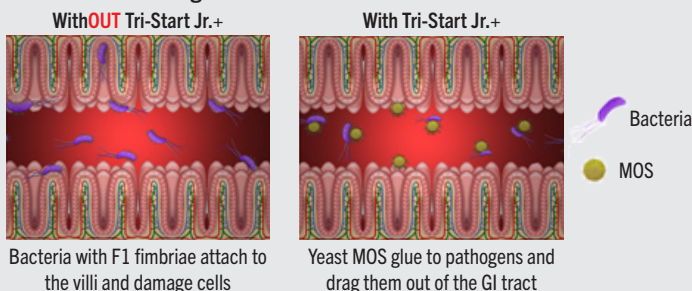 WithOUT Tri-Start Jr.+
With Tri-Start Jr.+
Bacteria
MOS
Bacteria with F1 fimbriae attach to
the villi and damage cells
Yeast MOS glue to pathogens and
drag them out of the GI tract